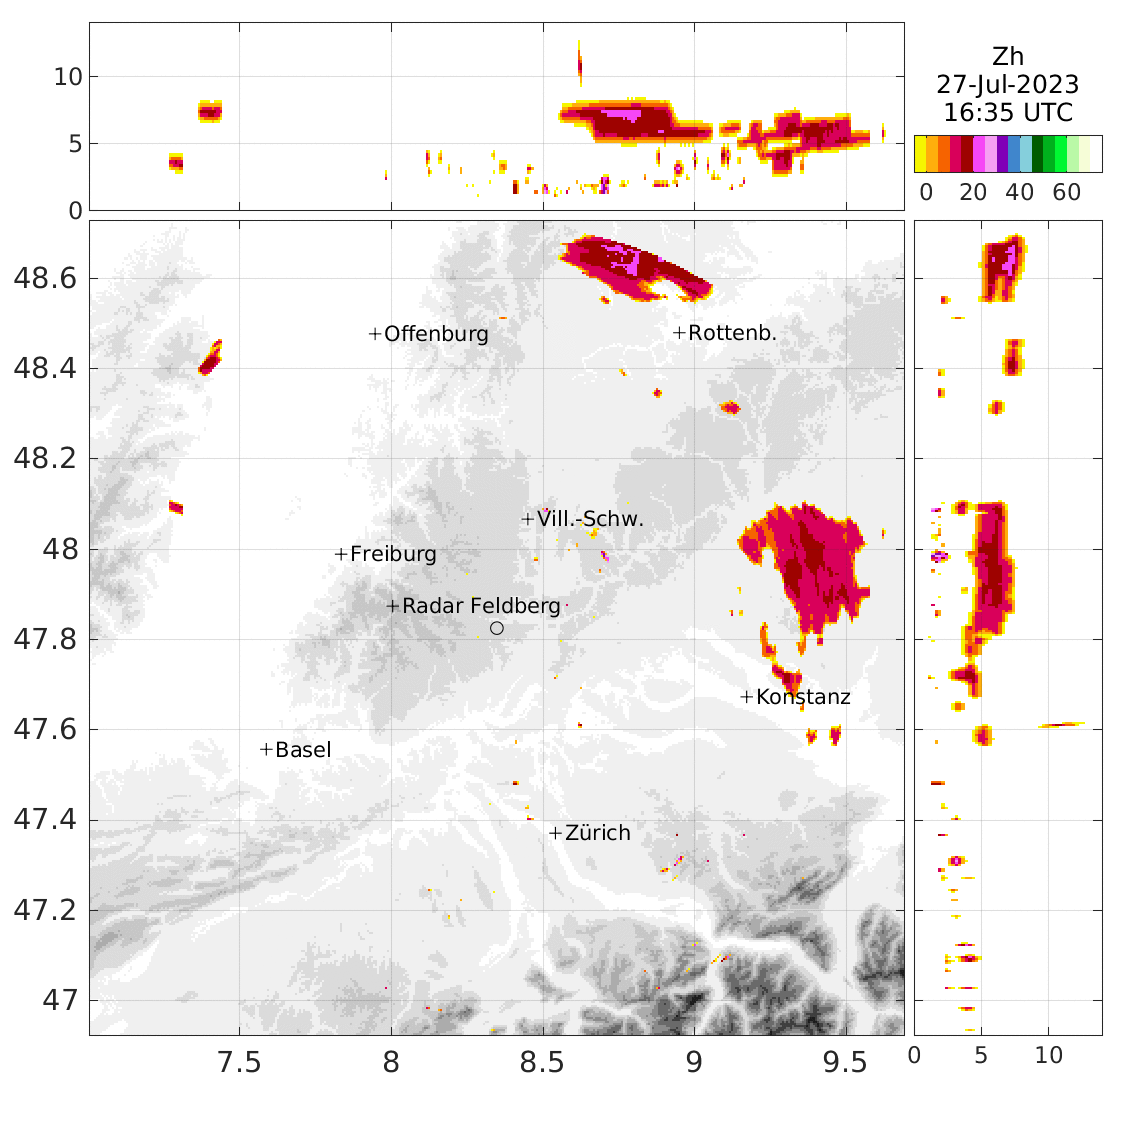 10
5
0
Zh
27-Jul-2023
16:35 UTC
0 20 40 60
48.6
48.4
48.2
48
47.8
47.6
47.4
47.2
47
+Offenburg
+Rottenb.
+Vill.-Schw.
+Freiburg
+Radar Feldberg
+Konstanz
+Basel
+Zürich
7.5 8 8.5 9 9.5
0 5 10